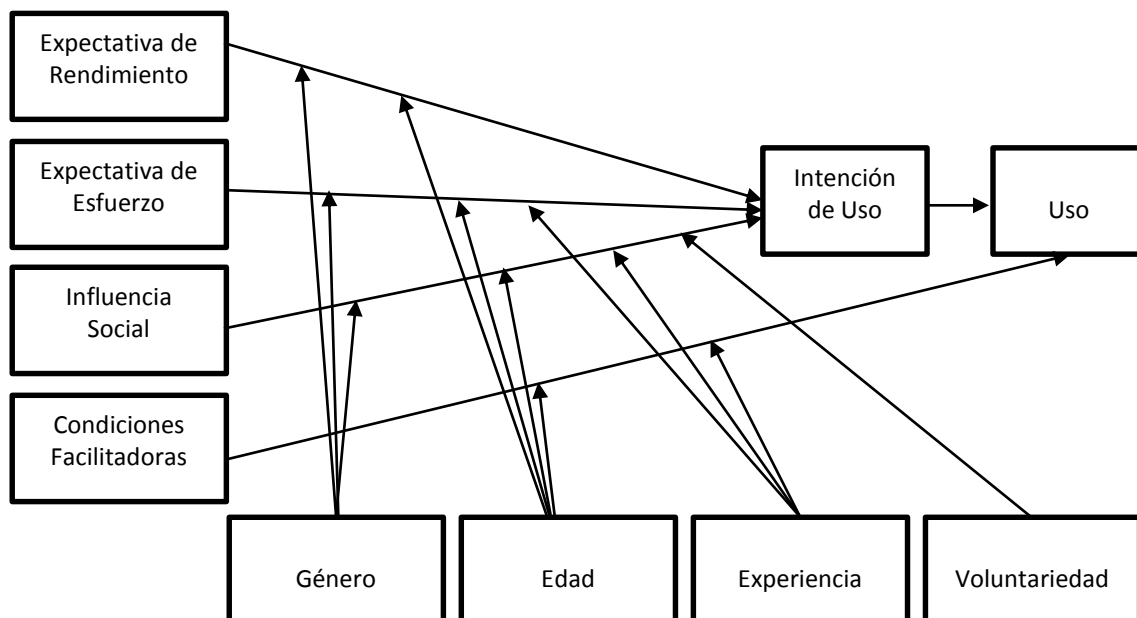 Expectativa de
Rendimiento
Expectativa de
Esfuerzo
Intención
de Uso
Uso
Influencia
Social
Condiciones
Facilitadoras
Género
Edad
Experiencia
Voluntariedad